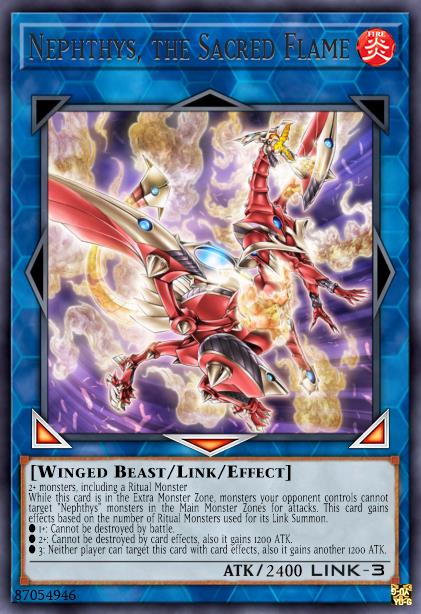 Nephthys, the Sacred Flame
FIRE
炎
[Winged Beast/Link/Effect]
2+ monsters, including a Ritual Monster
While this card is in the Extra Monster Zone, monsters your opponent controls cannot
target "Nephthys" monsters in the Main Monster Zones for attacks. This card gains
effects based on the number of Ritual Monsters used for its Link Summon.
● 1+: Cannot be destroyed by battle.
● 2+: Cannot be destroyed by card effects, also it gains 1200 ATK.
● 3: Neither player can target this card with card effects, also it gains another 1200 ATK.
ATK/2400 LINK-3
87054946